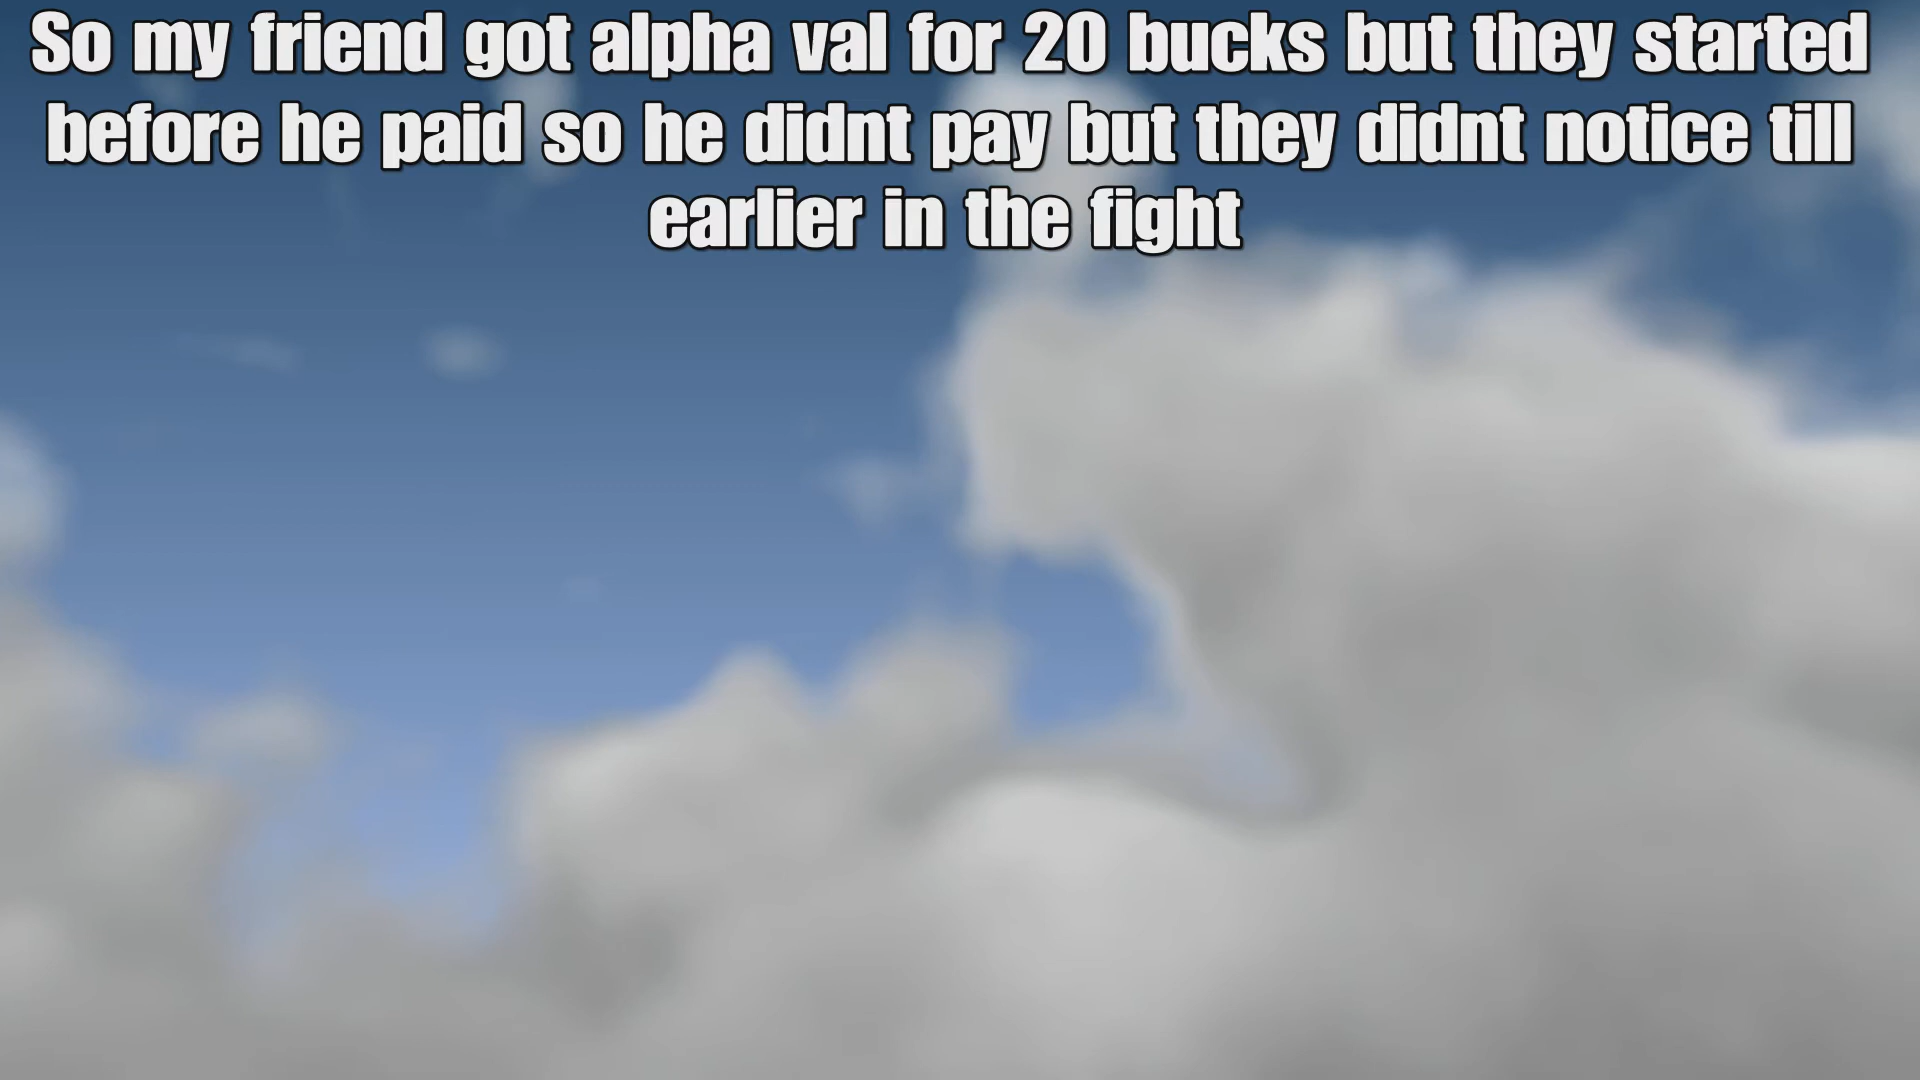 So my friend got alpha val for 20 bucks but they started
before he paid so he didnt pay but they didnt notice till
earlier in the fight